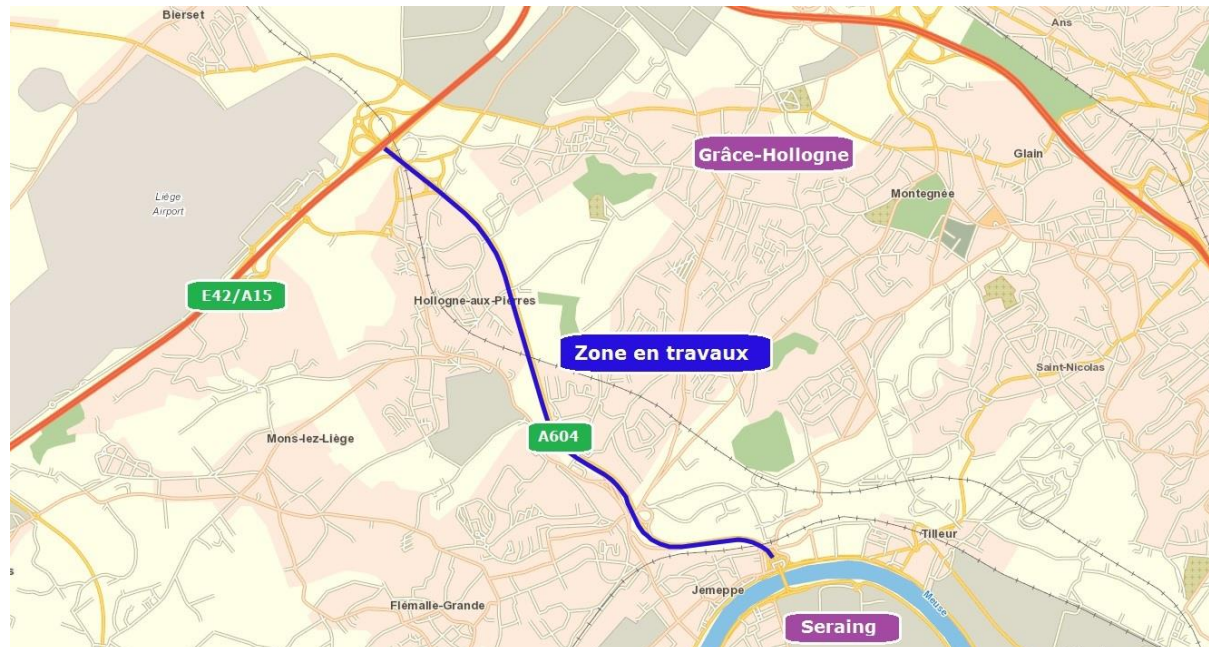 Bierset
Ans
Grâce-Hollogne
Glain
Montegnée
Liége
Airport
E42/A15
Hollogne-aux-Pierres
Zone en travaux
Saint-Nicolas
A604
Mons-lez-Liège
Tilleur
Jemeppe
Meuse
Flémalle-Grande
Seraing